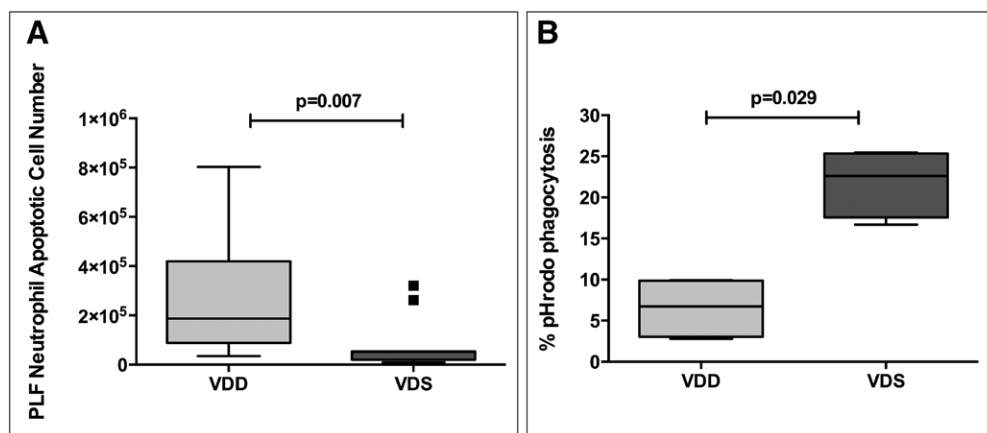 A
PLF Neutrophil Apoptotic Cell Number
p=0.007
1×10⁶
8×10⁵
6×10⁵
4×10⁵
2×10⁵
0
VDD VDS
B
% pHrodo phagocytosis
p=0.029
30
25
20
15
10
5
0
VDD VDS